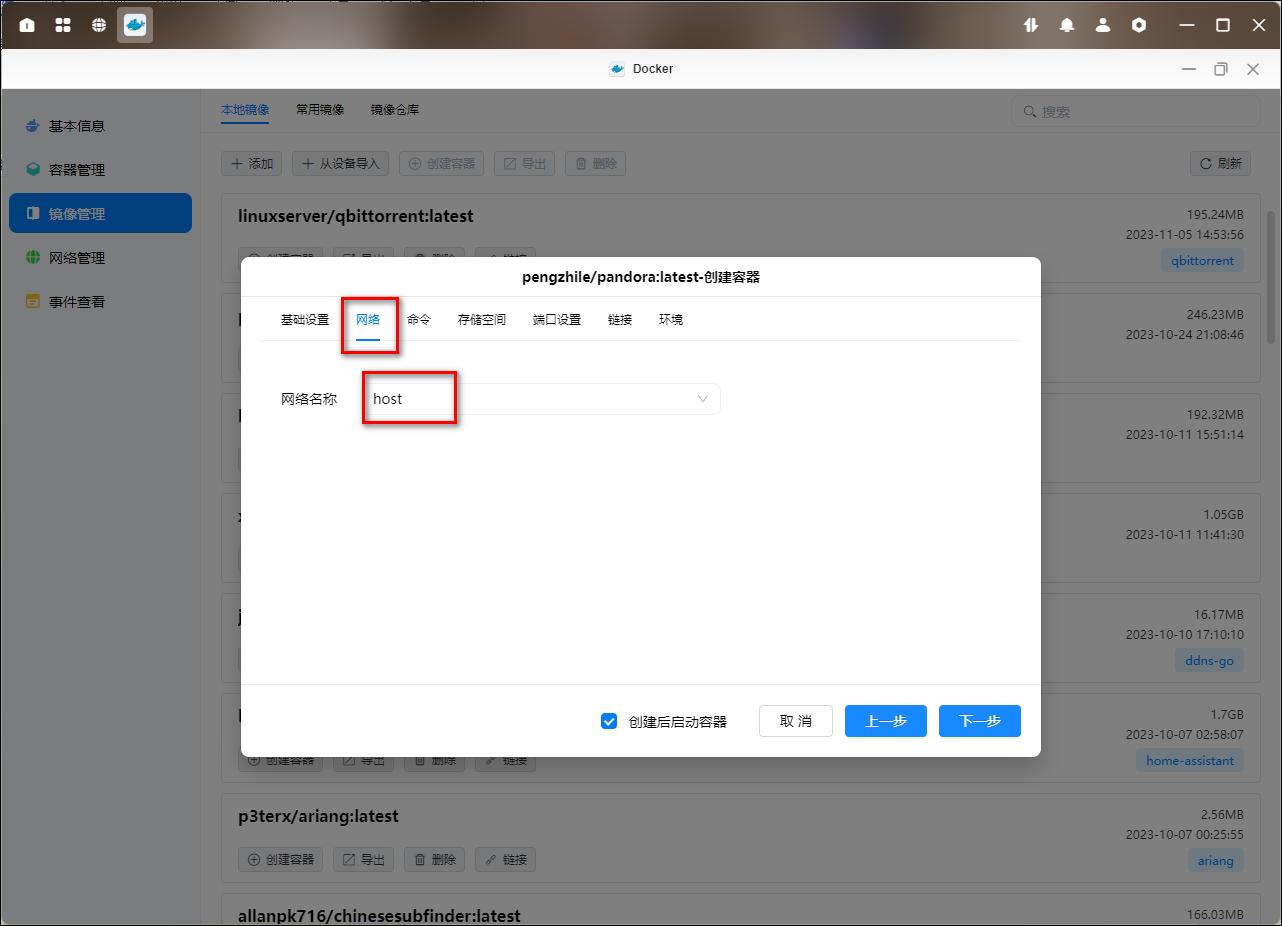 Docker
本地镜像 常用镜像 镜像仓库
搜索
基本信息
容器管理
镜像管理
网络管理
事件查看
添加 从设备导入 创建容器 导出 删除 刷新
linuxserver/qbittorrent:latest
195.24MB
2023-11-05 14:53:56
qbittorrent
pengzhile/pandora:latest-创建容器
基础设置 网络 命令 存储空间 端口设置 链接 环境
网络名称 host
创建后启动容器 取 消 上一步 下一步
246.23MB
2023-10-24 21:08:46
192.32MB
2023-10-11 15:51:14
1.05GB
2023-10-11 11:41:30
16.17MB
2023-10-10 17:10:10
ddns-go
1.7GB
2023-10-07 02:58:07
home-assistant
创建容器 导出 删除 链接
p3terx/ariang:latest
2.56MB
2023-10-07 00:25:55
ariang
创建容器 导出 删除 链接
allanpk716/chinesesubfinder:latest
166.03MB